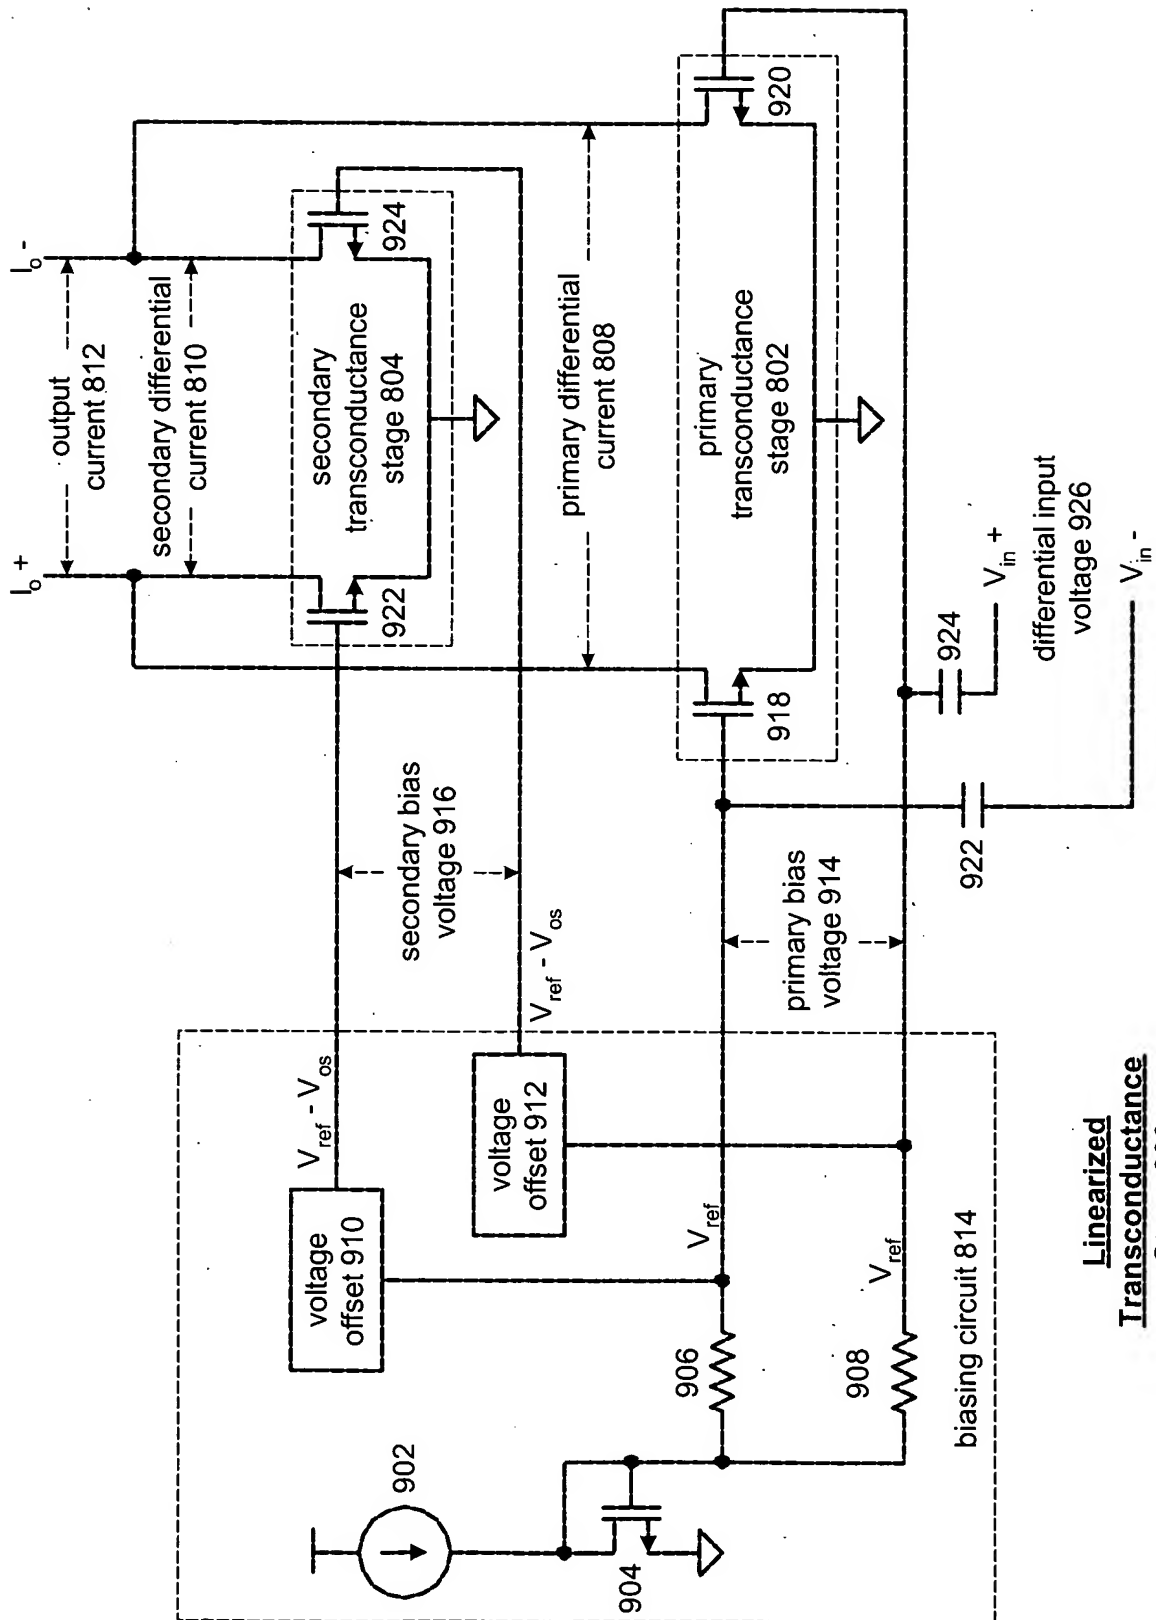 I_o +
I_o -
output
current 812
secondary differential
current 810
922
secondary
transconductance
stage 804
924
primary differential
current 808
918
primary
transconductance
stage 802
920
secondary bias
voltage 916
V_ref - V_os
V_ref - V_os
voltage
offset 910
voltage
offset 912
primary bias
voltage 914
922
924
V_in +
differential input
voltage 926
V_in -
V_ref
V_ref
902
904
906
908
biasing circuit 814
Linearized
Transconductance